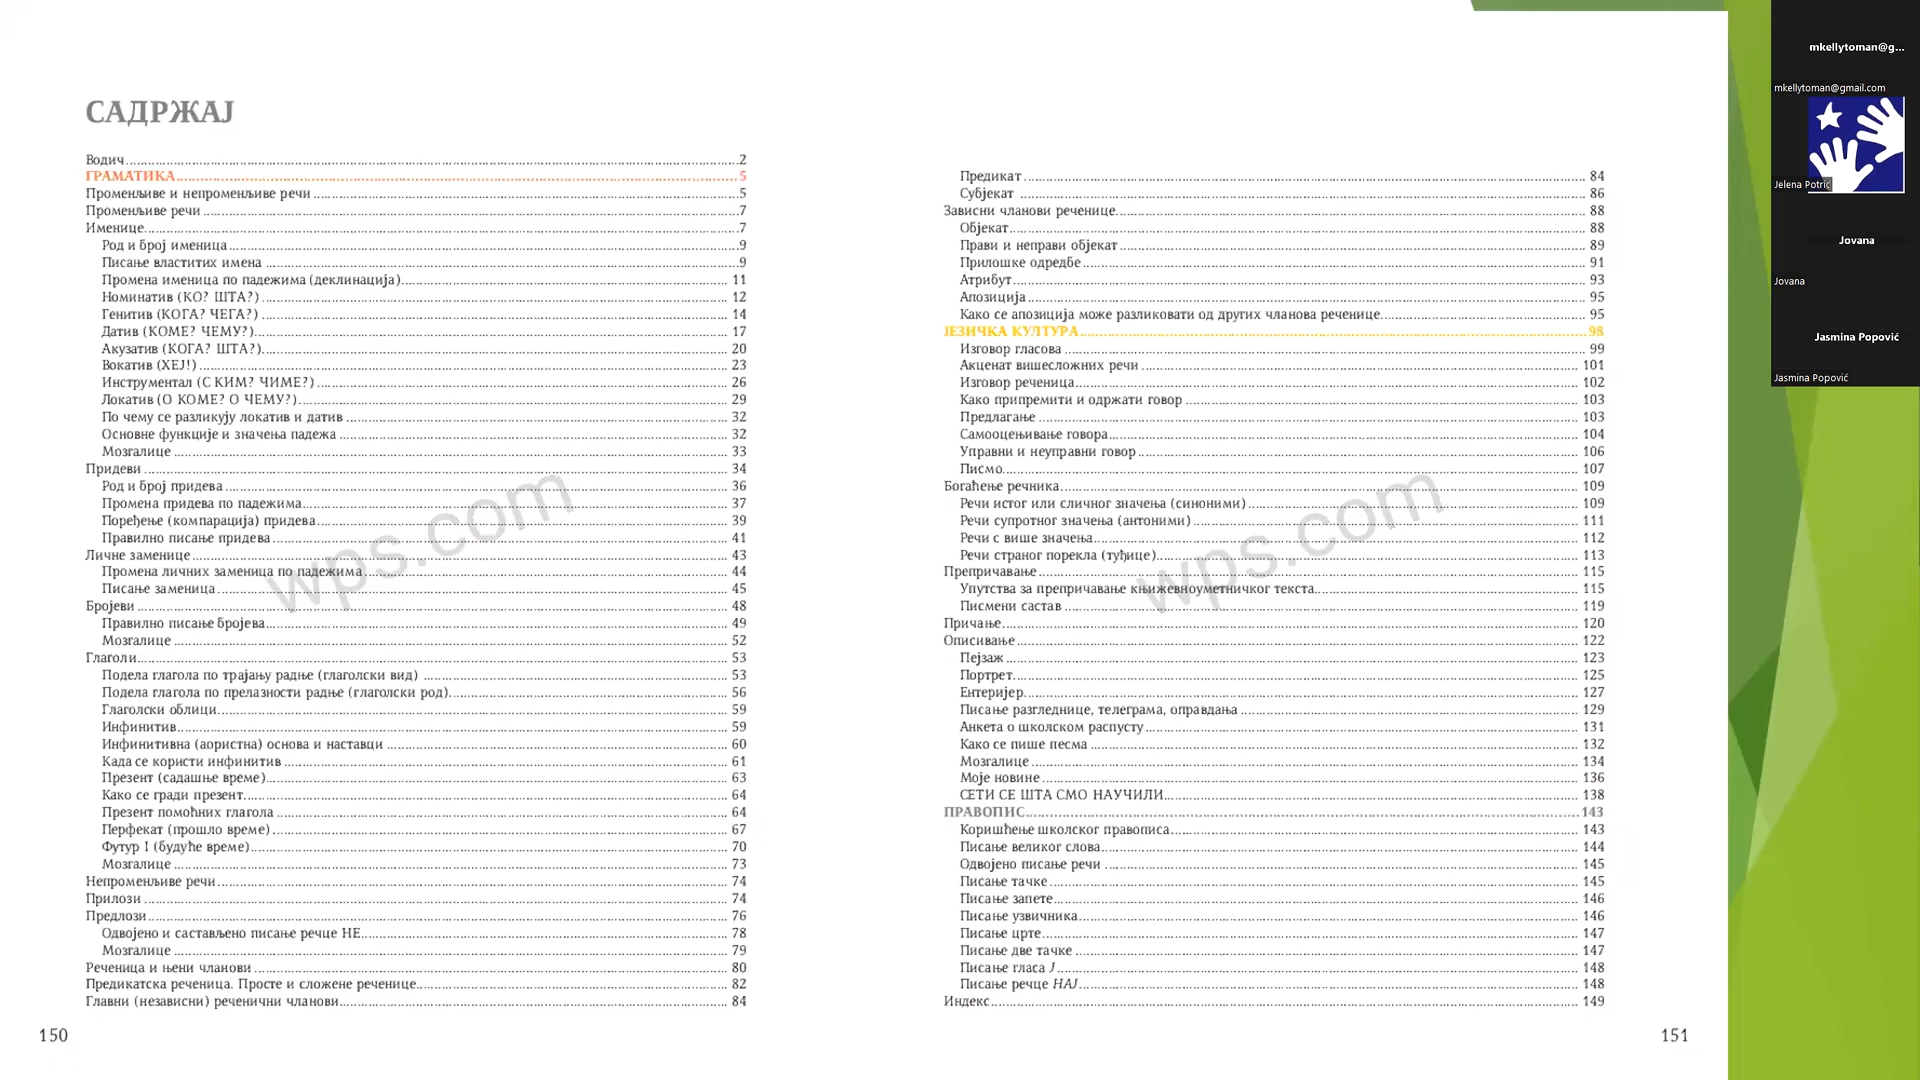 САДРЖАЈ
Водич 2
ГРАМАТИКА 5
Променљиве и непроменљиве речи 5
Променљиве речи 7
Именице 7
Род и број именица 9
Писање властитих имена 9
Промена именица по падежима (деклинација) 11
Номинатив (КО? ШТА?) 12
Генитив (КОГА? ЧЕГА?) 14
Датив (КОМЕ? ЧЕМУ?) 17
Акузатив (КОГА? ШТА?) 20
Вокатив (ХЕЈ!) 23
Инструментал (С КИМ? ЧИМЕ?) 26
Локатив (О КОМЕ? О ЧЕМУ?) 29
По чему се разликују локатив и датив 32
Основне функције и значења падежа 32
Мозгалице 33
Придеви 34
Род и број придева 36
Промена придева по падежима 37
Поређење (компарација) придева 39
Правилно писање придева 41
Личне заменице 43
Промена личних заменица по падежима 44
Писање заменица 45
Бројеви 48
Правилно писање бројева 49
Мозгалице 52
Глаголи 53
Подела глагола по трајању радње (глаголски вид) 53
Подела глагола по прелазности радње (глаголски род) 56
Глаголски облици 59
Инфинитив 59
Инфинитивна (аористна) основа и наставци 60
Када се користи инфинитив 61
Презент (садашње време) 63
Како се гради презент 64
Презент помоћних глагола 64
Перфекат (прошло време) 67
Футур I (будуће време) 70
Мозгалице 73
Непроменљиве речи 74
Прилози 74
Предлози 76
Одвојено и састављено писање речце НЕ 78
Мозгалице 79
Реченица и њени чланови 80
Предикатска реченица. Просте и сложене реченице 82
Главни (независни) реченични чланови 84
150
Предикат 84
Субјекат 86
Зависни чланови реченице 88
Објекат 88
Прави и неправи објекат 89
Прилошке одредбе 91
Атрибут 93
Апозиција 95
Како се апозиција може разликовати од других чланова реченице 95
ЈЕЗИЧКА КУЛТУРА 98
Изговор гласова 99
Акценат вишесложних речи 101
Изговор реченица 102
Како припремити и одржати говор 103
Предлагање 103
Самооцењивање говора 104
Управни и неуправни говор 106
Писмо 107
Богаћење речника 109
Речи истог или сличног значења (синоними) 109
Речи супротног значења (антоними) 111
Речи с више значења 112
Речи страног порекла (туђице) 113
Препричавање 115
Упутства за препричавање књижевноуметничког текста 115
Писмени састав 119
Причање 120
Описивање 122
Пејзаж 123
Портрет 125
Ентеријер 127
Писање разгледнице, телеграма, оправдања 129
Анкета о школском распусту 131
Како се пише песма 132
Мозгалице 134
Моје новине 136
СЕТИ СЕ ШТА СМО НАУЧИЛИ 138
ПРАВОПИС 143
Коришћење школског правописа 143
Писање великог слова 144
Одвојено писање речи 145
Писање тачке 145
Писање запете 146
Писање узвичника 146
Писање црте 147
Писање две тачке 147
Писање гласа Ј 148
Писање речце НАЈ 148
Индекс 149
151
wps.com
wps.com
mkellytoman@g...
mkellytoman@gmail.com
Jelena Potrić
Jovana
Jovana
Jasmina Popović
Jasmina Popović